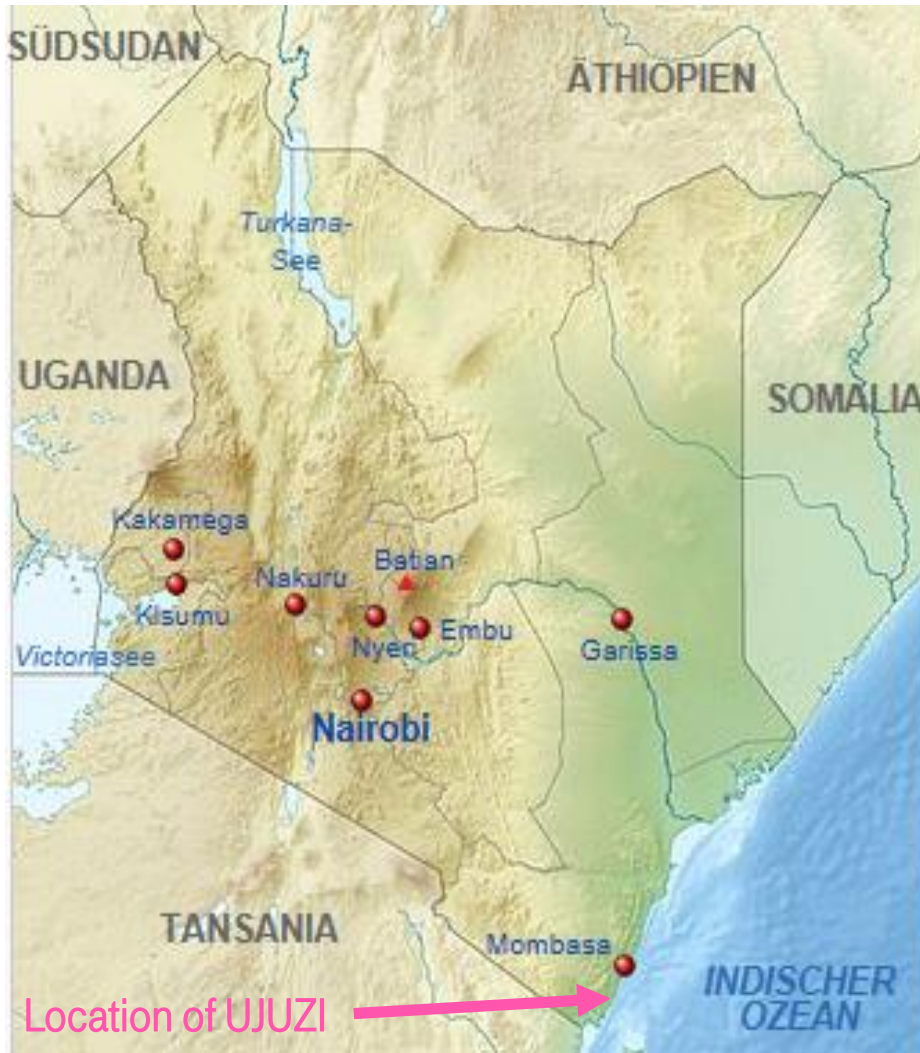 SÜDSUDAN
ÄTHIOPIEN
Turkana-
See
UGANDA
SOMALIA
Kakamega
Batian
Nakuru
Kisumu
Embu
Nyeri
Garissa
Victoriasee
Nairobi
TANSANIA
Mombasa
INDISCHER
OZEAN
Location of UJUZI